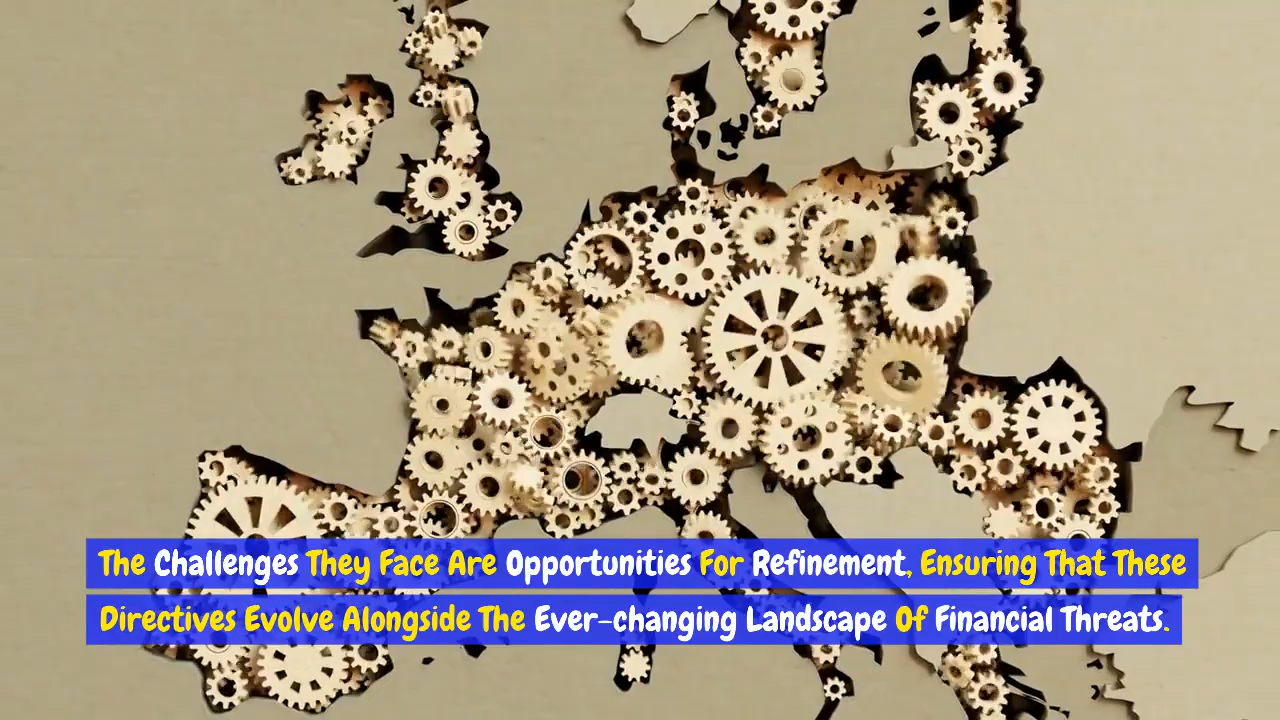 The Challenges They Face Are Opportunities For Refinement, Ensuring That These
Directives Evolve Alongside The Ever-changing Landscape Of Financial Threats.